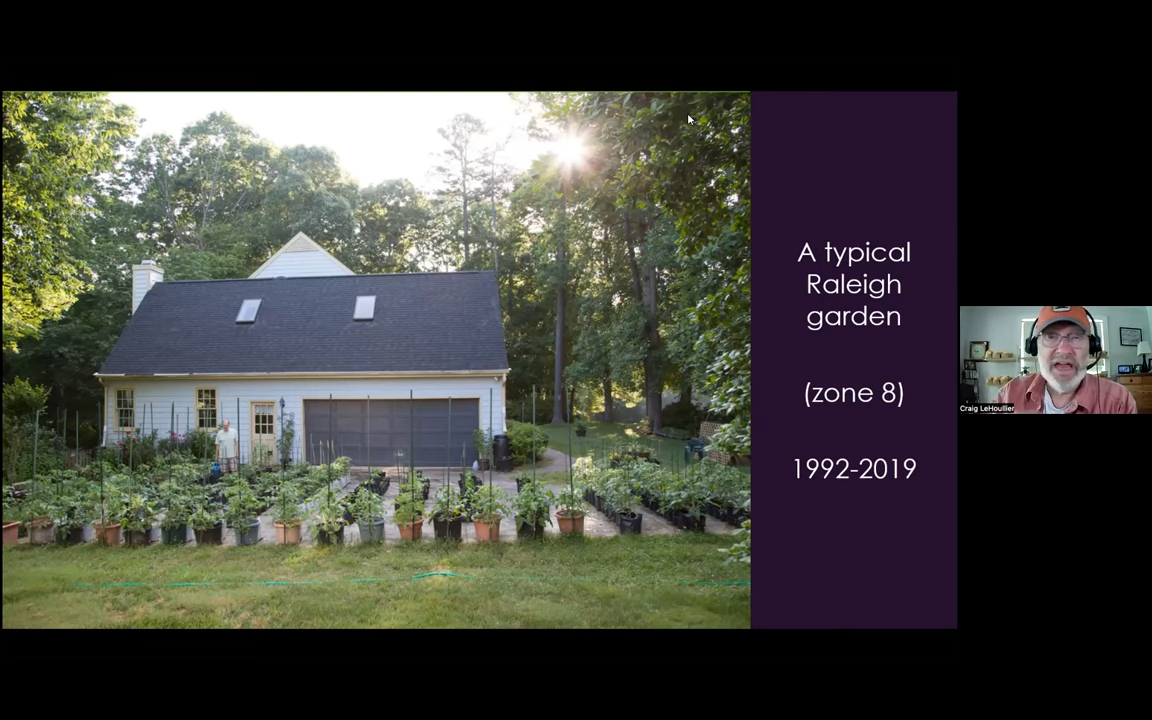 A typical
Raleigh
garden
(zone 8)
1992-2019
Craig LeHoullier